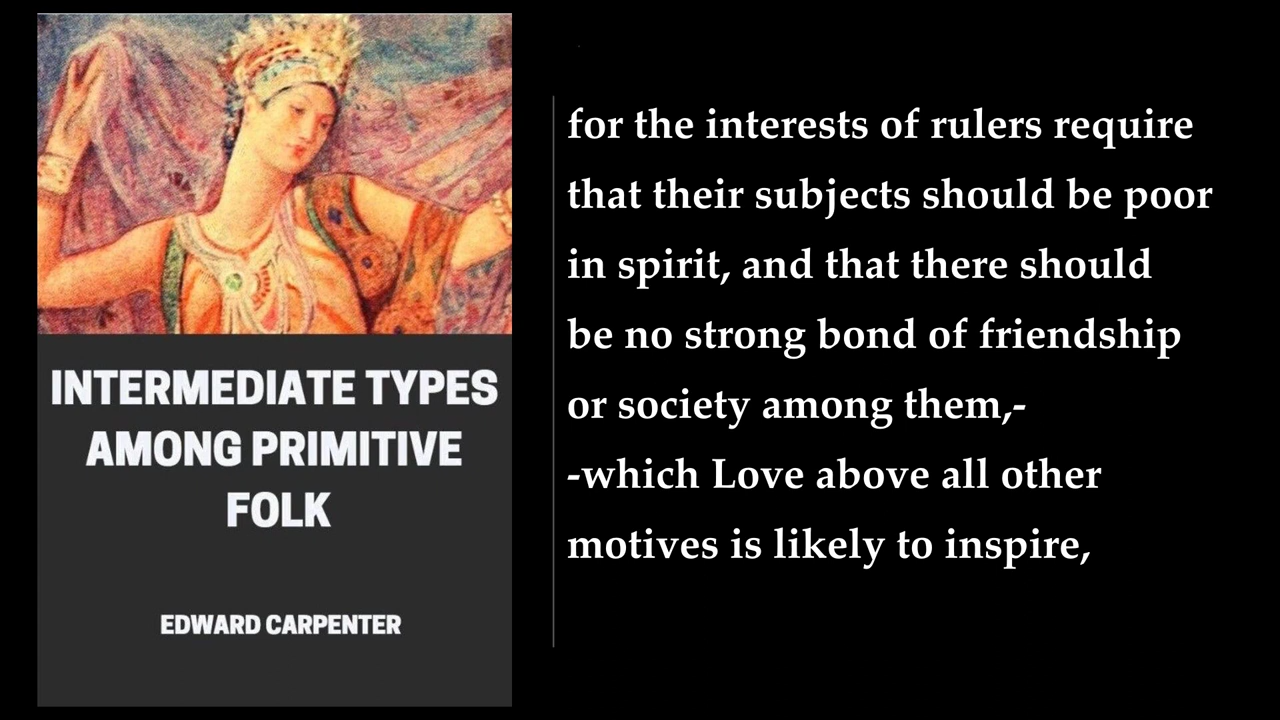 INTERMEDIATE TYPES
AMONG PRIMITIVE
FOLK
EDWARD CARPENTER
for the interests of rulers require
that their subjects should be poor
in spirit, and that there should
be no strong bond of friendship
or society among them,-
-which Love above all other
motives is likely to inspire,